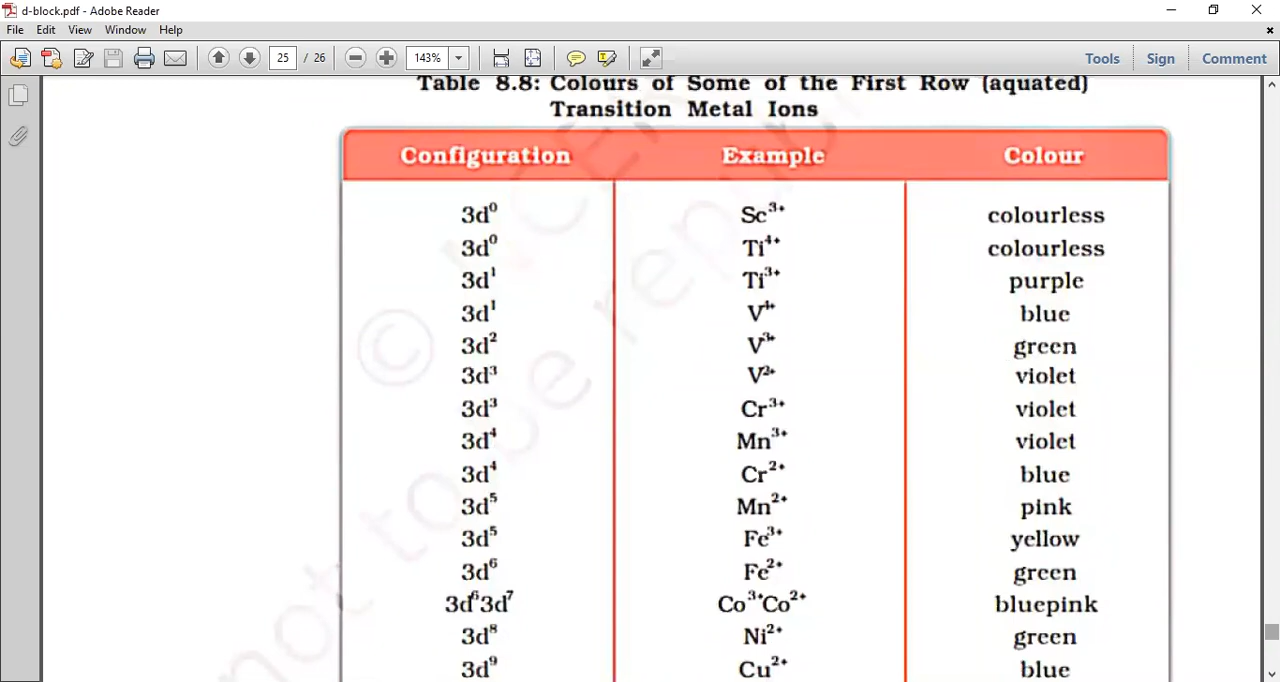 d-block.pdf - Adobe Reader
File Edit View Window Help
25 / 26 143% Tools Sign Comment
Table 8.8: Colours of Some of the First Row (aquated)
Transition Metal Ions
Configuration Example Colour
3d⁰ Sc³⁺ colourless
3d⁰ Ti⁴⁺ colourless
3d¹ Ti³⁺ purple
3d¹ V⁴⁺ blue
3d² V³⁺ green
3d³ V²⁺ violet
3d³ Cr³⁺ violet
3d⁴ Mn³⁺ violet
3d⁴ Cr²⁺ blue
3d⁵ Mn²⁺ pink
3d⁵ Fe³⁺ yellow
3d⁶ Fe²⁺ green
3d⁶3d⁷ Co³⁺Co²⁺ bluepink
3d⁸ Ni²⁺ green
3d⁹ Cu²⁺ blue
©
not to be